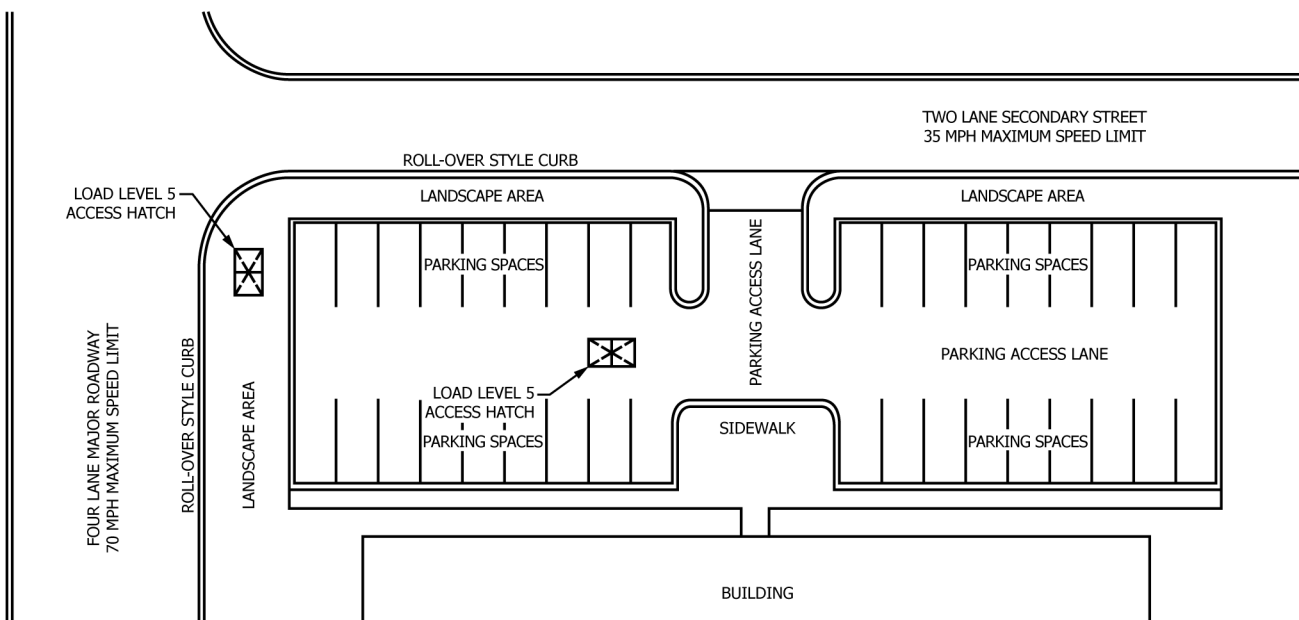 TWO LANE SECONDARY STREET
35 MPH MAXIMUM SPEED LIMIT
ROLL-OVER STYLE CURB
LOAD LEVEL 5
ACCESS HATCH
LANDSCAPE AREA
LANDSCAPE AREA
PARKING SPACES
PARKING ACCESS LANE
PARKING SPACES
FOUR LANE MAJOR ROADWAY
70 MPH MAXIMUM SPEED LIMIT
ROLL-OVER STYLE CURB
LANDSCAPE AREA
PARKING ACCESS LANE
LOAD LEVEL 5
ACCESS HATCH
PARKING SPACES
SIDEWALK
PARKING SPACES
BUILDING